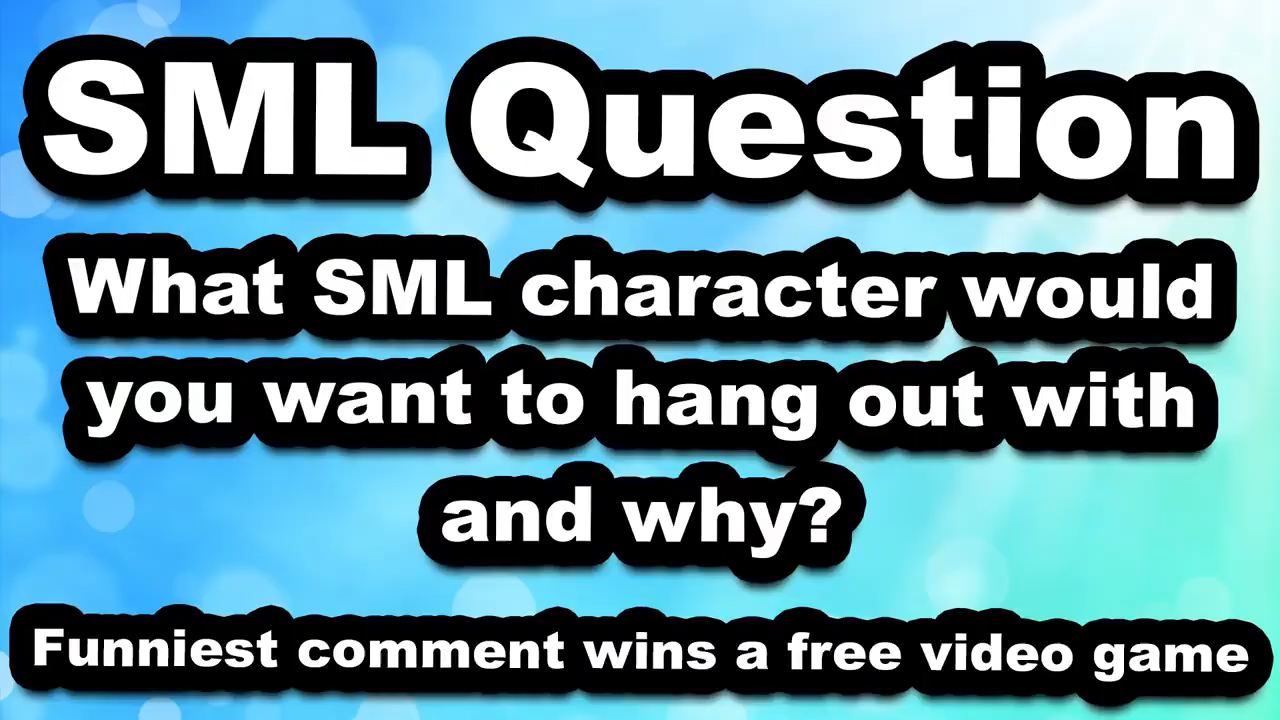 SML Question
What SML character would
you want to hang out with
and why?
Funniest comment wins a free video game